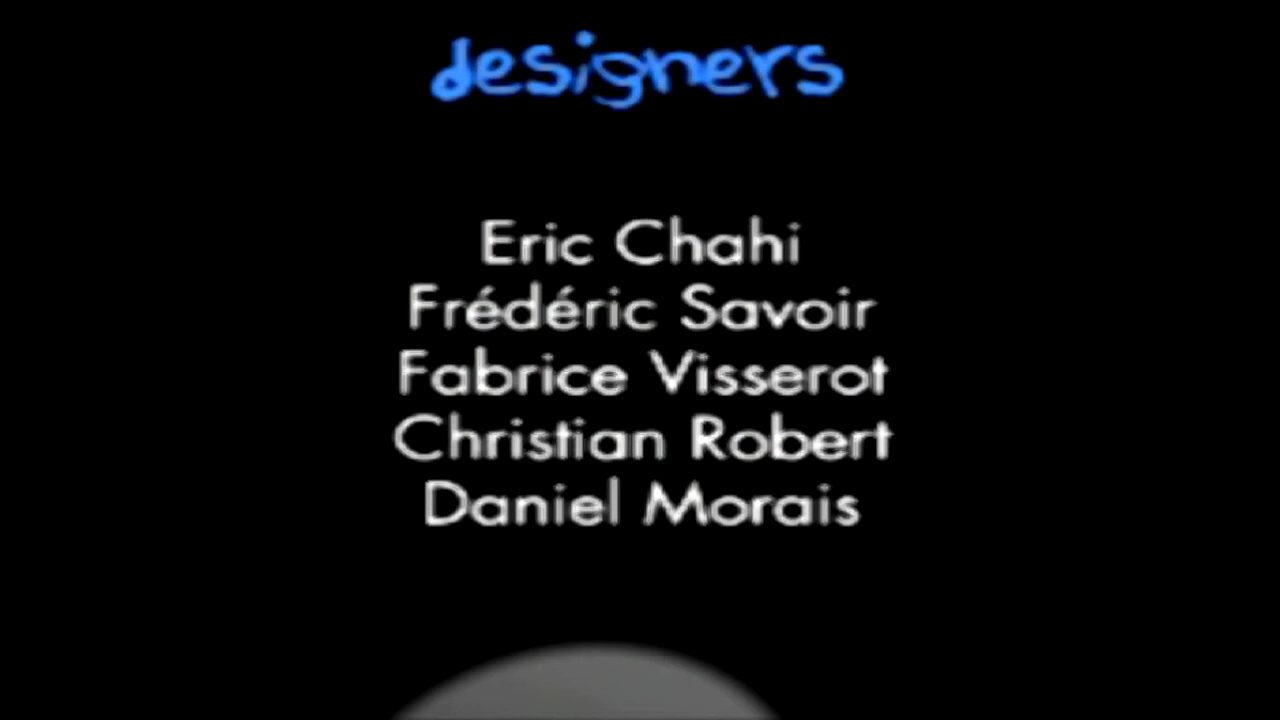 designers
Eric Chahi
Frédéric Savoir
Fabrice Visserot
Christian Robert
Daniel Morais